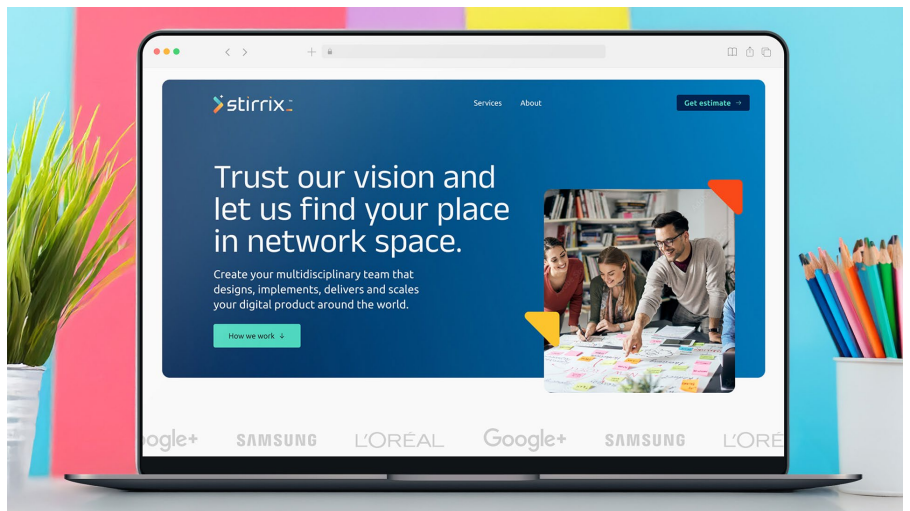 stirrix
Services About
Get estimate →
Trust our vision and
let us find your place
in network space.
Create your multidisciplinary team that
designs, implements, delivers and scales
your digital product around the world.
How we work ↓
oogle+ SAMSUNG L'ORÉAL Google+ SAMSUNG L'ORÉ